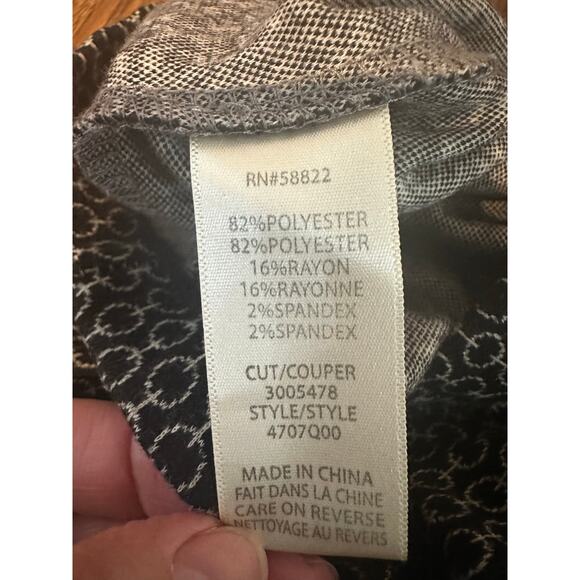 RN#58822
82%POLYESTER
82%POLYESTER
16%RAYON
16%RAYONNE
2%SPANDEX
2%SPANDEX
CUT/COUPER
3005478
STYLE/STYLE
4707Q00
MADE IN CHINA
FAIT DANS LA CHINE
CARE ON REVERSE
NETTOYAGE AU REVERS